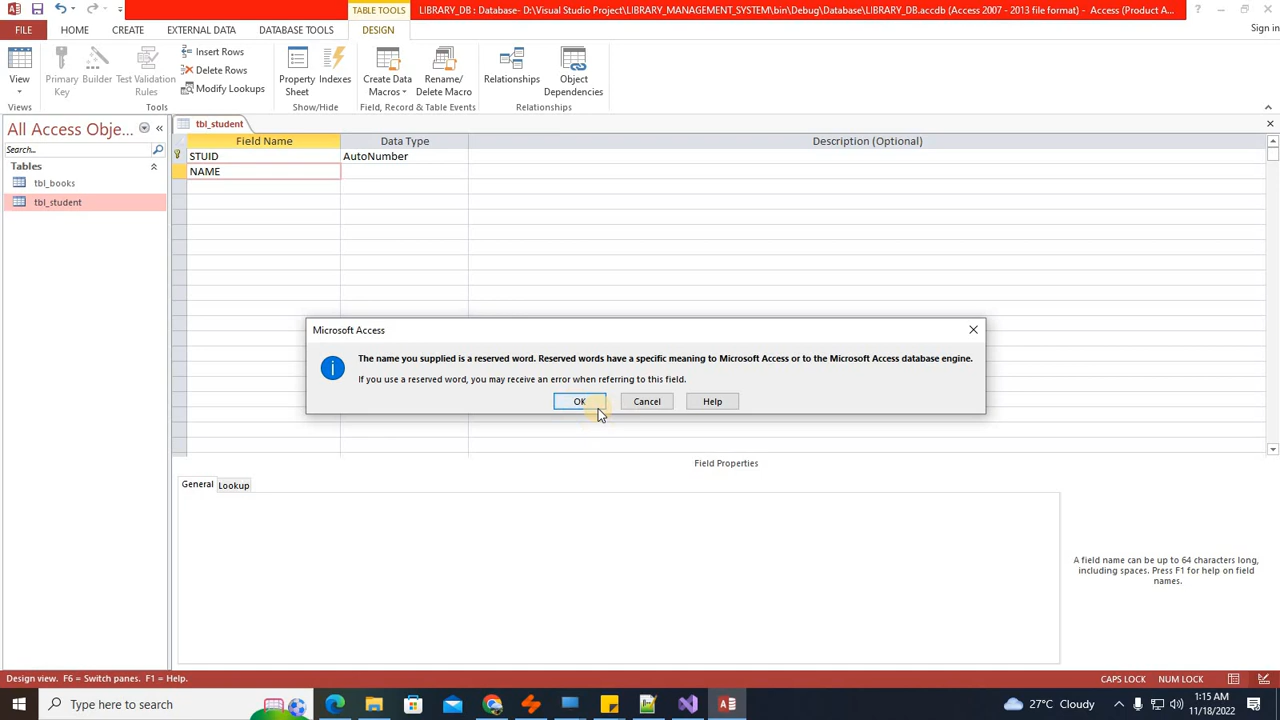 TABLE TOOLS
LIBRARY_DB : Database- D:\Visual Studio Project\LIBRARY_MANAGEMENT_SYSTEM\bin\Debug\Database\LIBRARY_DB.accdb (Access 2007 - 2013 file format) - Access (Product A...
FILE HOME CREATE EXTERNAL DATA DATABASE TOOLS DESIGN Sign in
View Primary Key Builder Test Validation Rules
Insert Rows
Delete Rows
Modify Lookups
Property Sheet Indexes
Create Data Macros
Rename/ Delete Macro
Relationships
Object Dependencies
Views Tools Show/Hide Field, Record & Table Events Relationships
All Access Obje...
Search...
Tables
tbl_books
tbl_student
tbl_student
Field Name Data Type Description (Optional)
STUID AutoNumber
NAME
Microsoft Access
The name you supplied is a reserved word. Reserved words have a specific meaning to Microsoft Access or to the Microsoft Access database engine.
If you use a reserved word, you may receive an error when referring to this field.
OK Cancel Help
Field Properties
General Lookup
A field name can be up to 64 characters long,
including spaces. Press F1 for help on field
names.
Design view. F6 = Switch panes. F1 = Help. CAPS LOCK NUM LOCK
Type here to search
27°C Cloudy
1:15 AM
11/18/2022